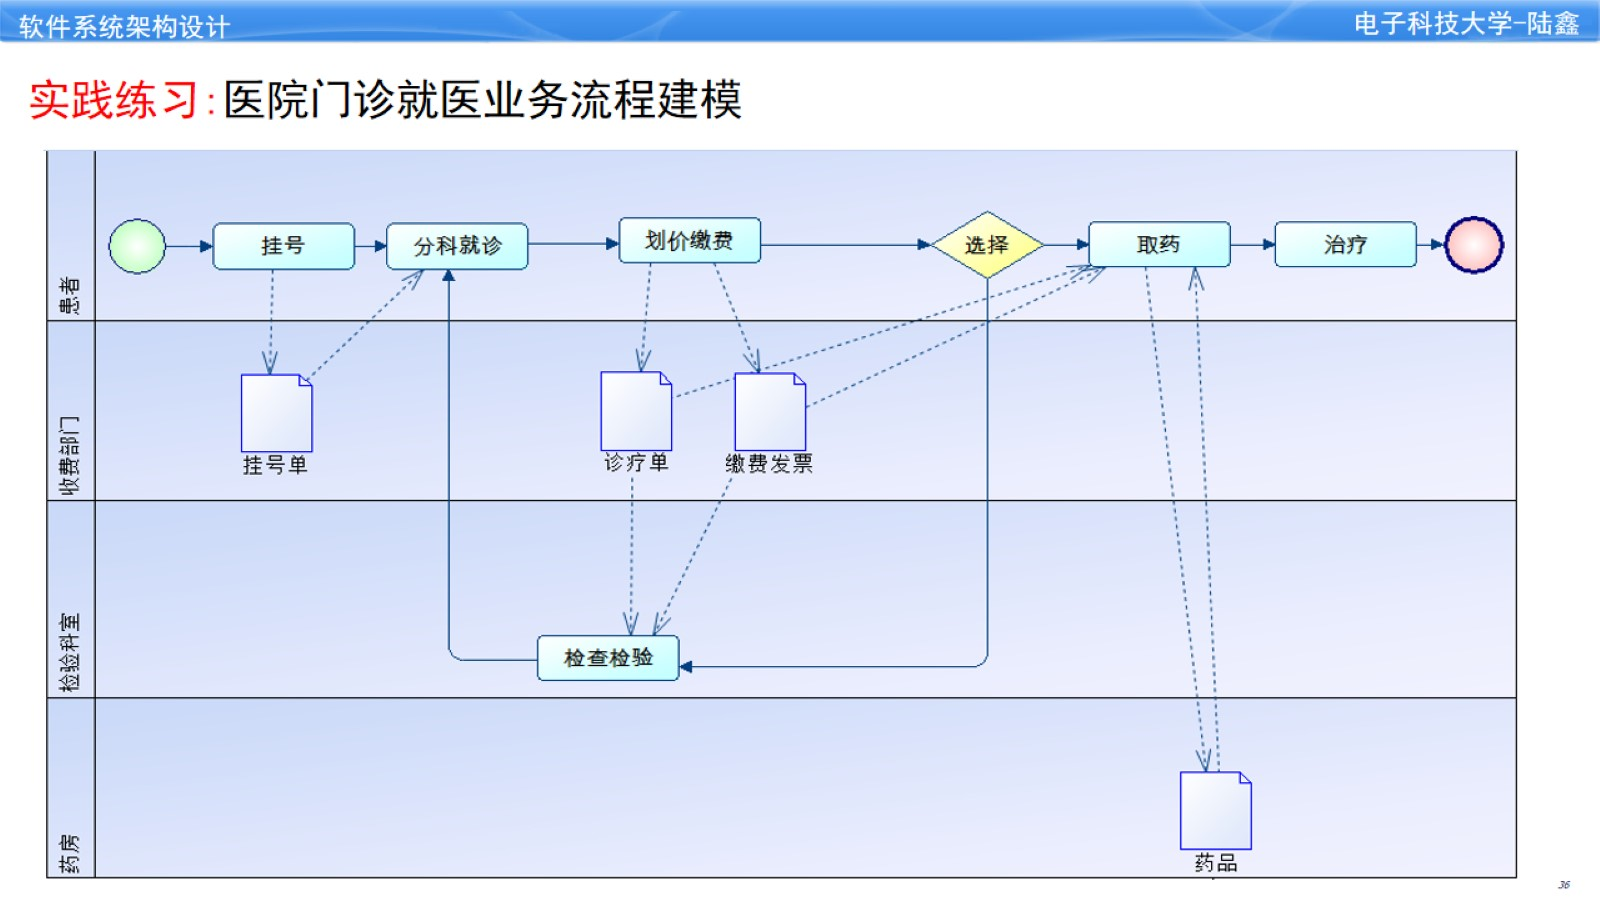 软件系统架构设计
电子科技大学-陆鑫
实践练习:医院门诊就医业务流程建模
患者
挂号
分科就诊
划价缴费
选择
取药
治疗
收费部门
挂号单
诊疗单
缴费发票
检验科室
检查检验
药房
药品
36